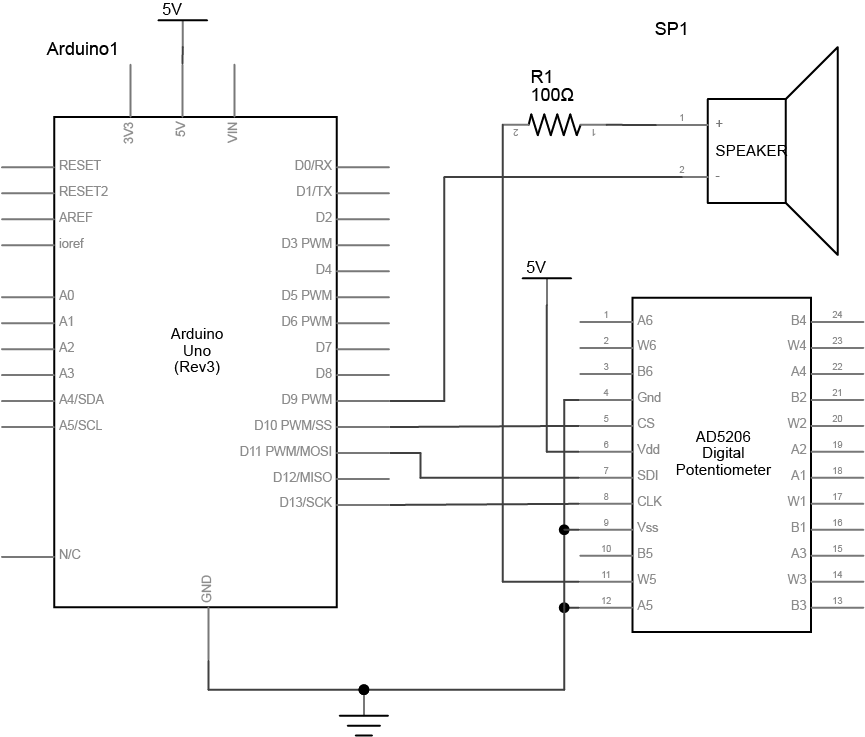 5V
Arduino1
SP1
3V3
5V
VIN
R1
100Ω
2
1
1
+
SPEAKER
2
-
RESET
RESET2
AREF
ioref
A0
A1
A2
A3
A4/SDA
A5/SCL
N/C
D0/RX
D1/TX
D2
D3 PWM
D4
D5 PWM
D6 PWM
D7
D8
D9 PWM
D10 PWM/SS
D11 PWM/MOSI
D12/MISO
D13/SCK
Arduino
Uno
(Rev3)
GND
5V
1 A6
2 W6
3 B6
4 Gnd
5 CS
6 Vdd
7 SDI
8 CLK
9 Vss
10 B5
11 W5
12 A5
AD5206
Digital
Potentiometer
B4 24
W4 23
A4 22
B2 21
W2 20
A2 19
A1 18
W1 17
B1 16
A3 15
W3 14
B3 13